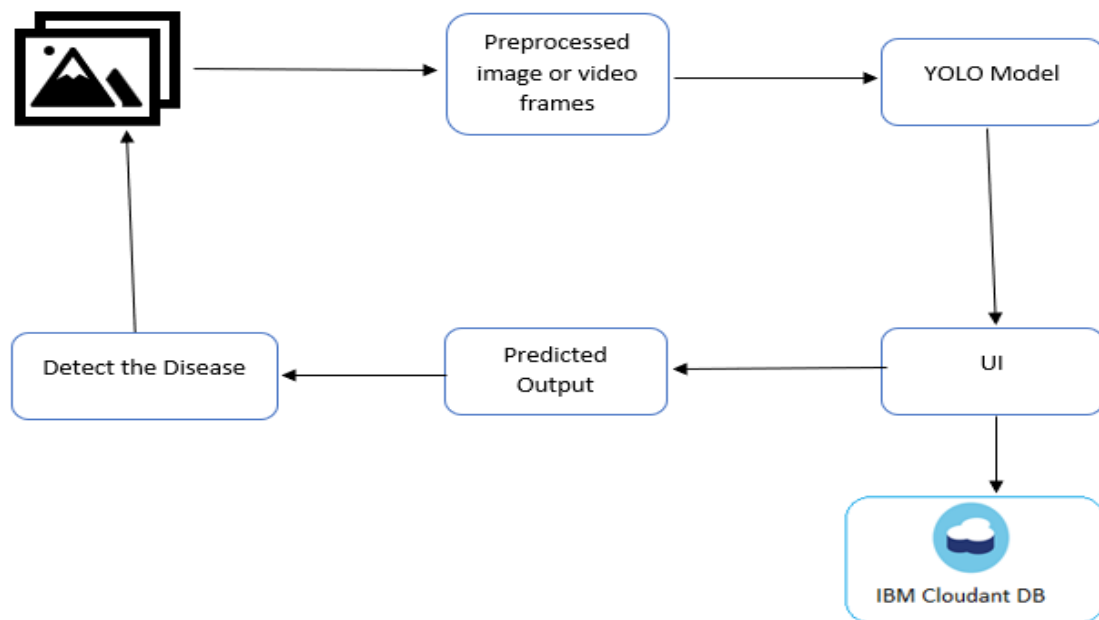 Preprocessed
image or video
frames
YOLO Model
Detect the Disease
Predicted
Output
UI
IBM Cloudant DB